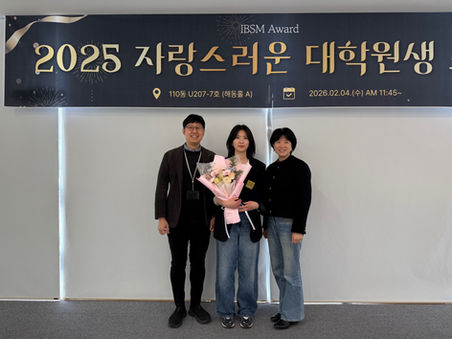 IBSM Award
2025 자랑스러운 대학원생
110동 U207-7호 (해동홀 A)
2026.02.04.(수) AM 11:45~